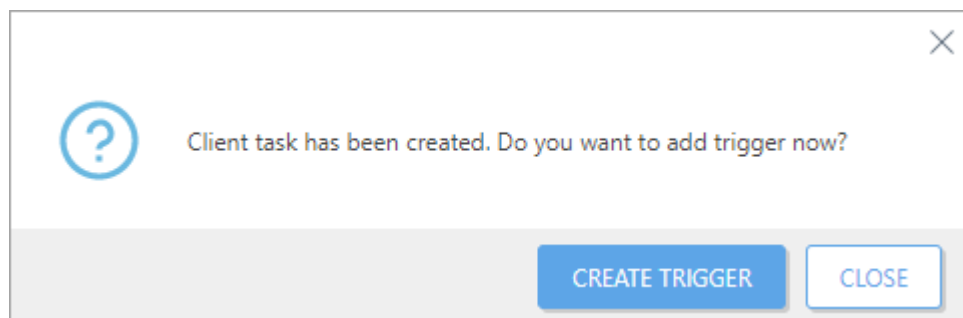 Client task has been created. Do you want to add trigger now?
CREATE TRIGGER
CLOSE